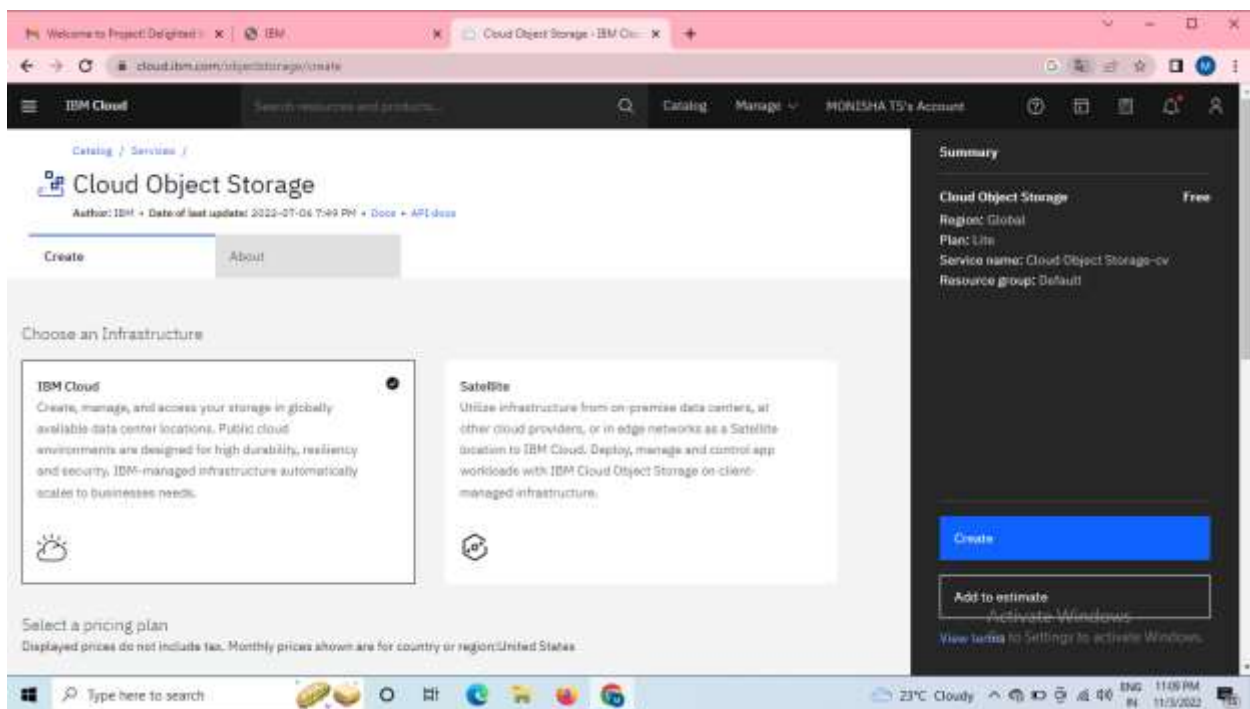 Welcome to Project: Delighted
IBM
Cloud Object Storage - IBM Clo
cloud.ibm.com/objectstorage/create
IBM Cloud
Search resources and products...
Catalog
Manage
MONISHA TS's Account
Catalog / Services /
Cloud Object Storage
Author: IBM • Date of last update: 2022-07-06 7:49 PM • Docs • API docs
Create
About
Choose an Infrastructure
IBM Cloud
Create, manage, and access your storage in globally
available data center locations. Public cloud
environments are designed for high durability, resiliency
and security. IBM-managed infrastructure automatically
scales to businesses needs.
Satellite
Utilize infrastructure from on-premise data centers, at
other cloud providers, or in edge networks as a Satellite
location to IBM Cloud. Deploy, manage and control app
workloads with IBM Cloud Object Storage on client-
managed infrastructure.
Select a pricing plan
Displayed prices do not include tax. Monthly prices shown are for country or region:United States
Summary
Cloud Object Storage Free
Region: Global
Plan: Lite
Service name: Cloud Object Storage-cv
Resource group: Default
Create
Add to estimate
Activate Windows
View terms
to Settings to activate Windows.
Type here to search
23°C Cloudy
ENG
IN
11:09 PM
11/3/2022